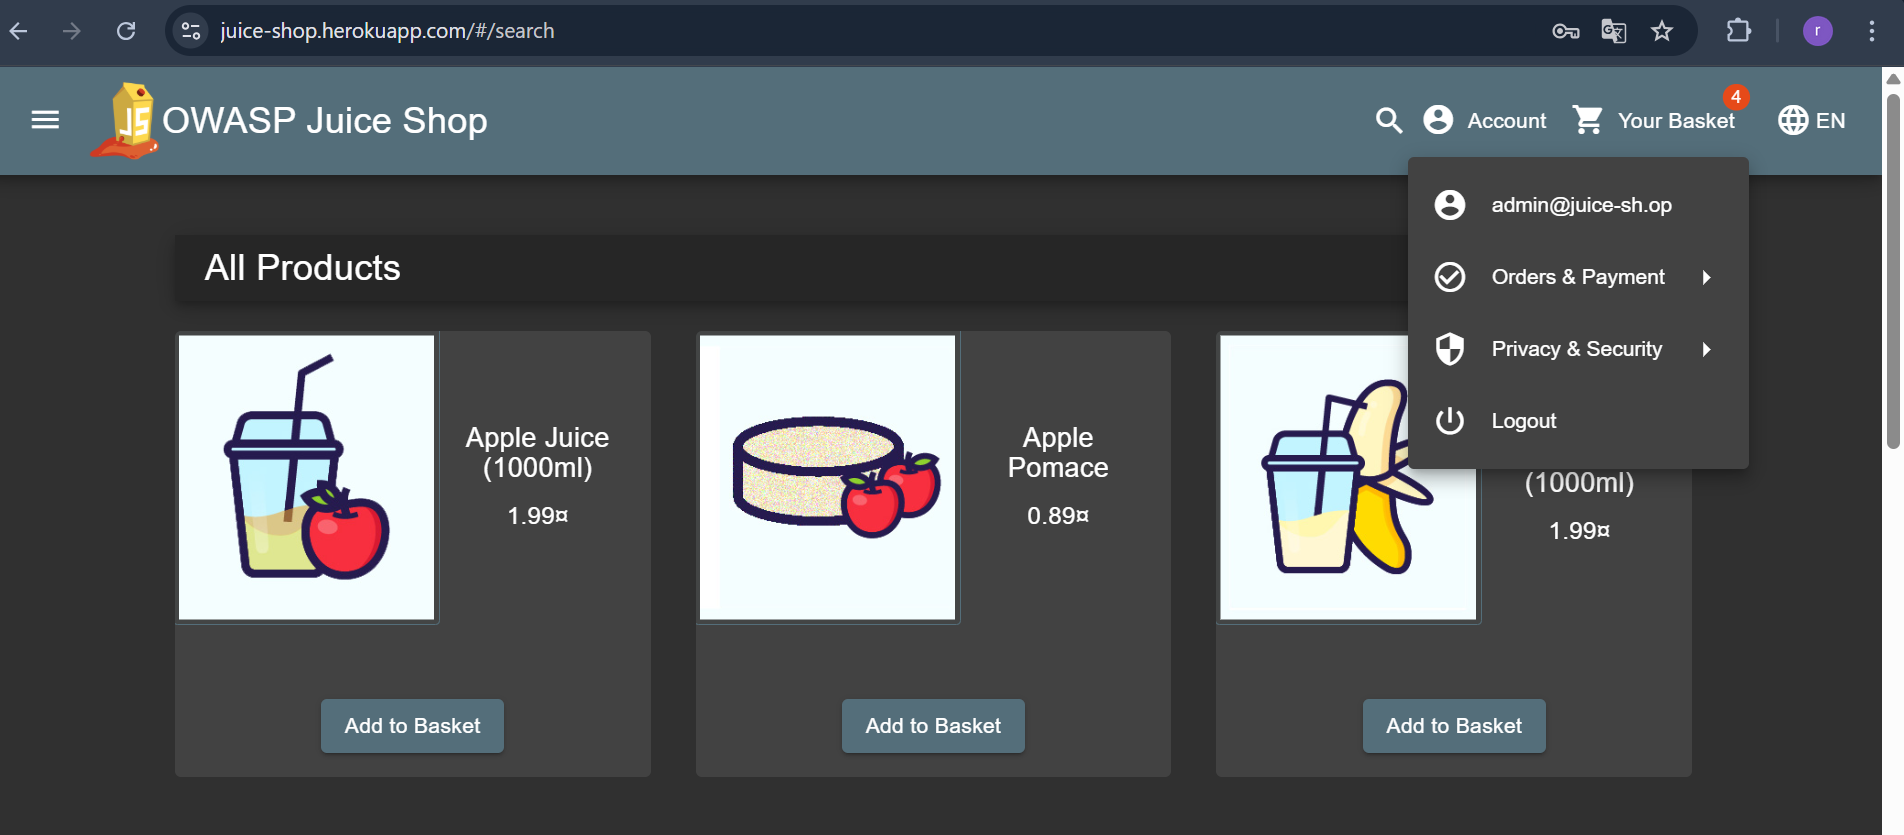 juice-shop.herokuapp.com/#/search
r
JS
OWASP Juice Shop
Account
Your Basket
4
EN
admin@juice-sh.op
Orders & Payment
Privacy & Security
Logout
All Products
Apple Juice
(1000ml)
1.99¤
Add to Basket
Apple
Pomace
0.89¤
Add to Basket
(1000ml)
1.99¤
Add to Basket